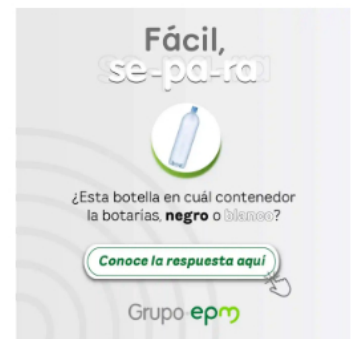 Fácil,
se-pa-ra
¿Esta botella en cuál contenedor
la botarías, negro o blanco?
Conoce la respuesta aquí
Grupo epm